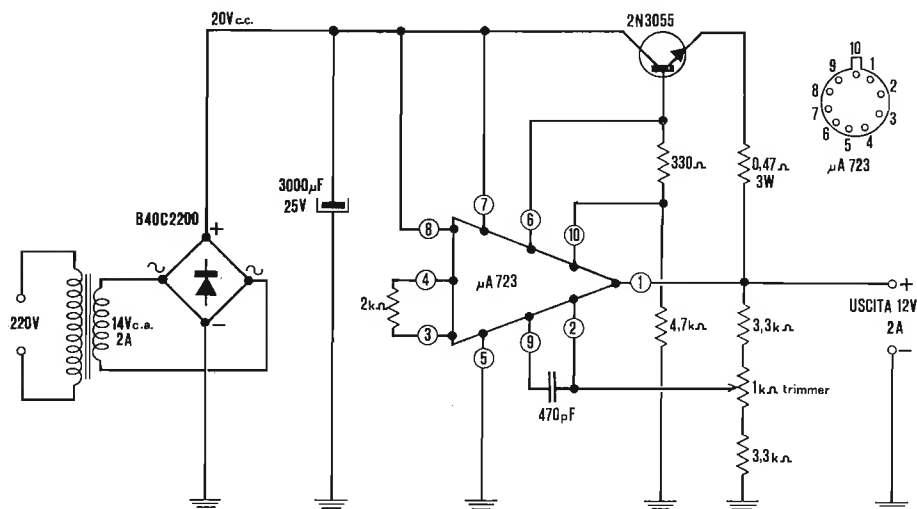 20V c.c.
2N3055
10
9
1
8
2
7
3
6
5
4
µA 723
3000µF
25V
330Ω
0,47Ω
3W
B40C2200
+
7
6
10
8
4
µA 723
1
2kΩ
3
5
9
2
~
~
−
220V
14V c.a.
2A
470pF
4,7kΩ
3,3kΩ
1kΩ trimmer
3,3kΩ
+
USCITA 12V
2A
−